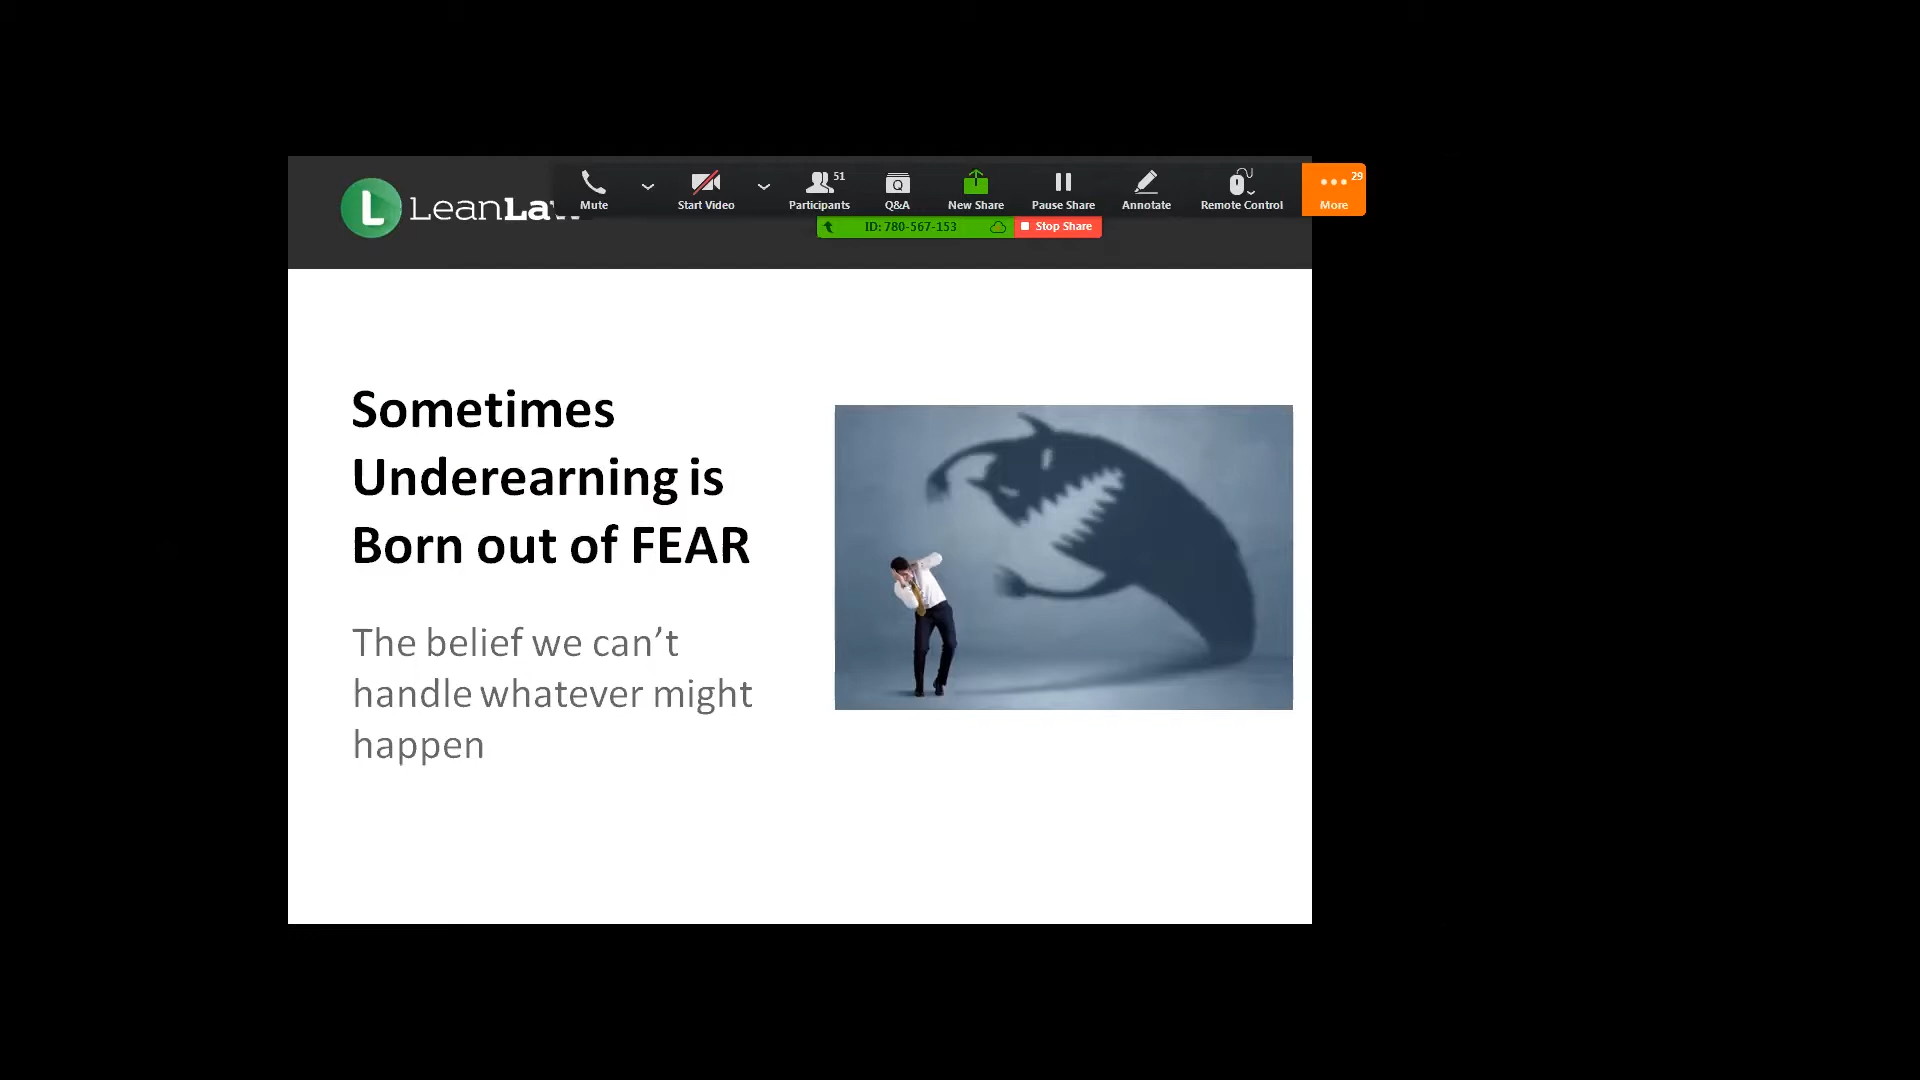 LeanLaw
Mute
Start Video
Participants
51
Q
Q&A
New Share
Pause Share
Annotate
Remote Control
29
More
ID: 780-567-153
Stop Share
Sometimes
Underearning is
Born out of FEAR
The belief we can’t
handle whatever might
happen